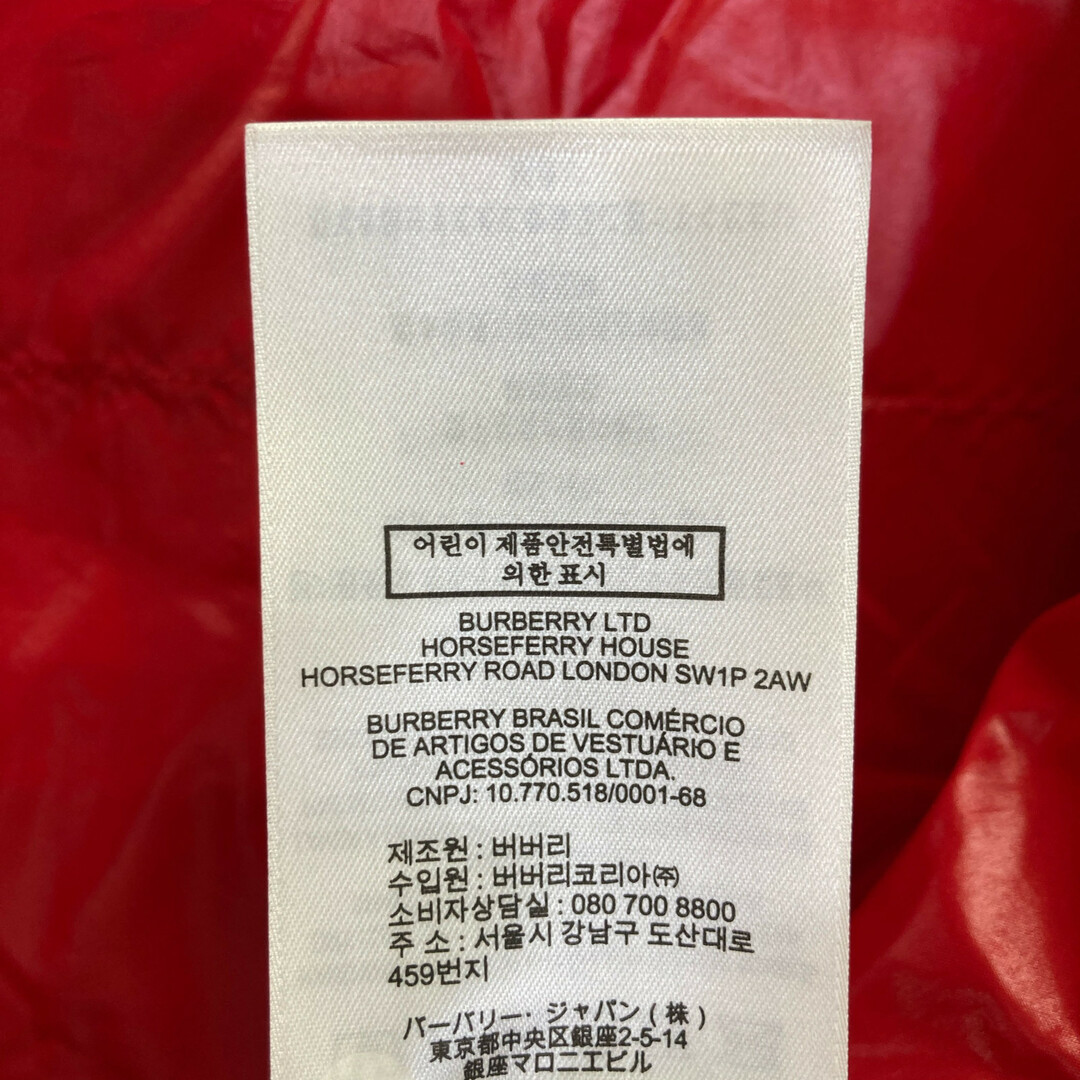 어린이 제품안전특별법에
의한 표시
BURBERRY LTD
HORSEFERRY HOUSE
HORSEFERRY ROAD LONDON SW1P 2AW
BURBERRY BRASIL COMÉRCIO
DE ARTIGOS DE VESTUÁRIO E
ACESSÓRIOS LTDA.
CNPJ: 10.770.518/0001-68
제조원 : 버버리
수입원 : 버버리코리아㈜
소비자상담실 : 080 700 8800
주 소 : 서울시 강남구 도산대로
459번지
バーバリー・ジャパン ( 株 )
東京都中央区銀座2-5-14
銀座マロニエビル